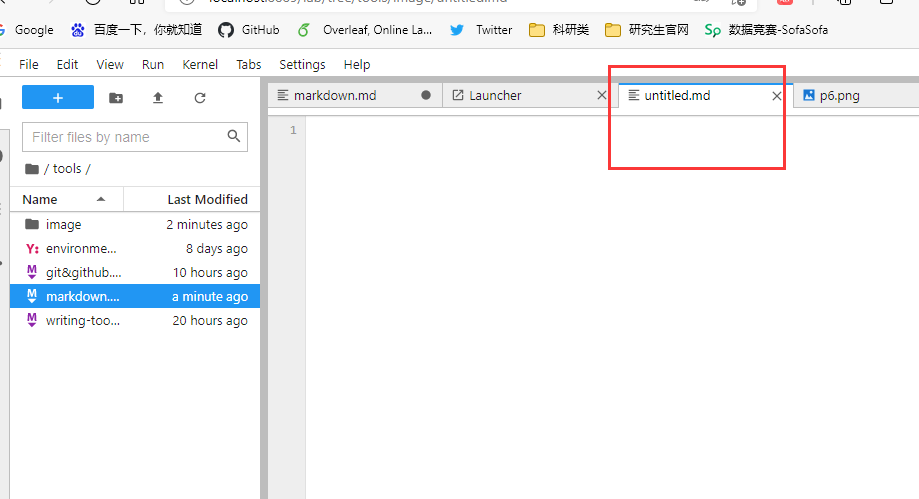 Google 百度一下，你就知道 GitHub Overleaf, Online La... Twitter 科研类 研究生官网 Sp 数据竞赛-SofaSofa
File Edit View Run Kernel Tabs Settings Help
+
markdown.md Launcher untitled.md p6.png
Filter files by name
1
/ tools /
Name Last Modified
image 2 minutes ago
Y: environme... 8 days ago
M git&github.... 10 hours ago
M markdown.... a minute ago
M writing-too... 20 hours ago